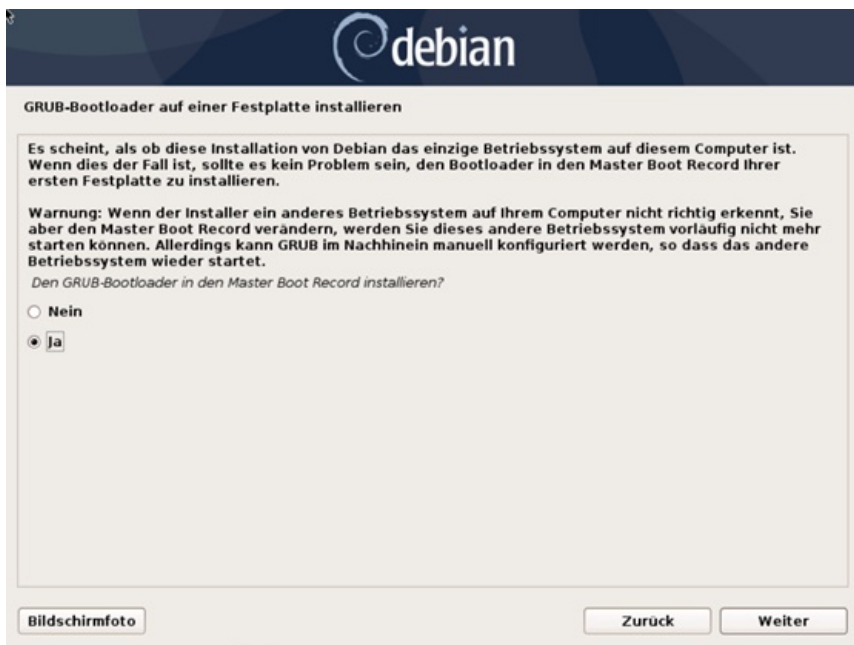 debian
GRUB-Bootloader auf einer Festplatte installieren
Es scheint, als ob diese Installation von Debian das einzige Betriebssystem auf diesem Computer ist.
Wenn dies der Fall ist, sollte es kein Problem sein, den Bootloader in den Master Boot Record Ihrer
ersten Festplatte zu installieren.
Warnung: Wenn der Installer ein anderes Betriebssystem auf Ihrem Computer nicht richtig erkennt, Sie
aber den Master Boot Record verändern, werden Sie dieses andere Betriebssystem vorläufig nicht mehr
starten können. Allerdings kann GRUB im Nachhinein manuell konfiguriert werden, so dass das andere
Betriebssystem wieder startet.
Den GRUB-Bootloader in den Master Boot Record installieren?
Nein
Ja
Bildschirmfoto
Zurück
Weiter